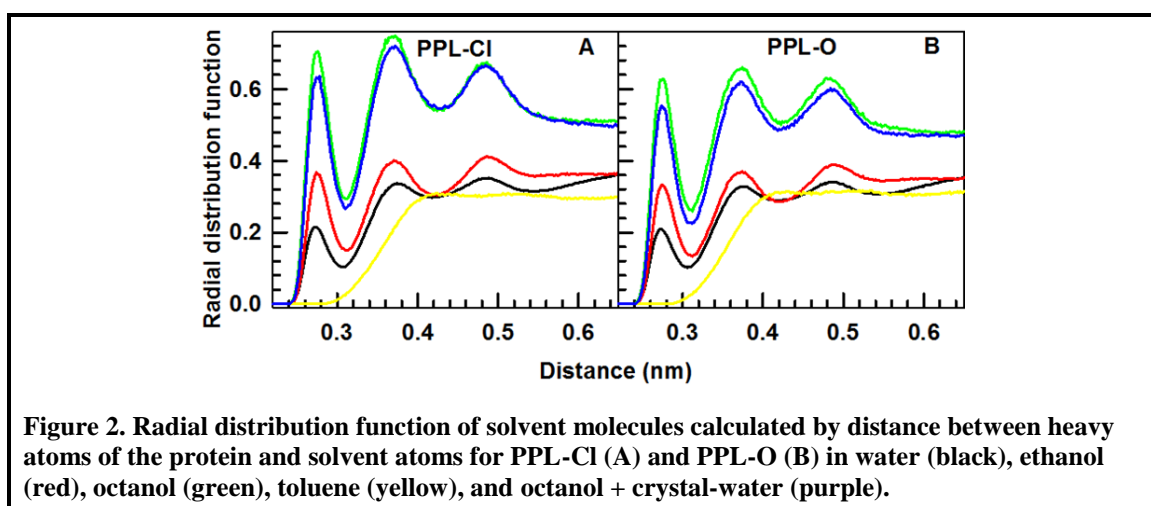 PPL-Cl A PPL-O B
Radial distribution function
0.6
0.4
0.2
0.0
0.3 0.4 0.5 0.6 0.3 0.4 0.5 0.6
Distance (nm)
Figure 2. Radial distribution function of solvent molecules calculated by distance between heavy
atoms of the protein and solvent atoms for PPL-Cl (A) and PPL-O (B) in water (black), ethanol
(red), octanol (green), toluene (yellow), and octanol + crystal-water (purple).